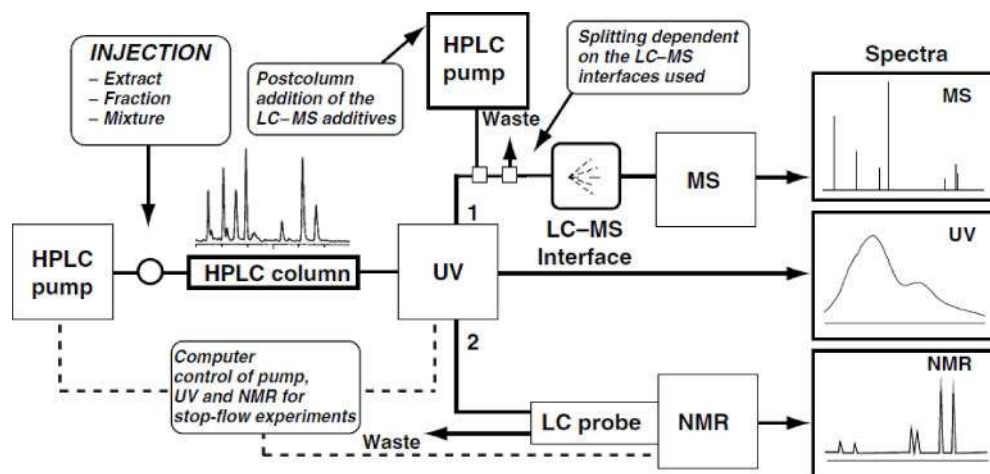 INJECTION
– Extract
– Fraction
– Mixture
Postcolumn
addition of the
LC–MS additives
HPLC
pump
Splitting dependent
on the LC–MS
interfaces used
Waste
Spectra
MS
MS
1
LC–MS
Interface
HPLC
pump
HPLC column
UV
UV
2
Computer
control of pump,
UV and NMR for
stop-flow experiments
Waste
LC probe
NMR
NMR